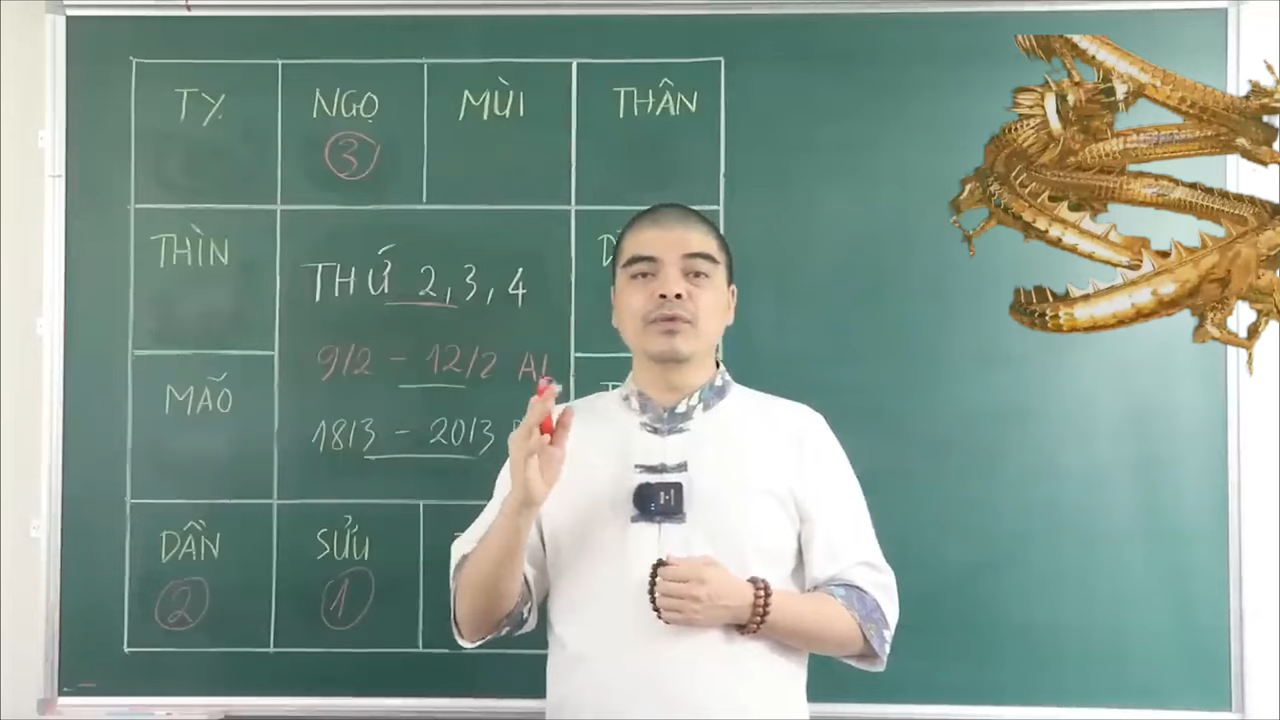 TỴ NGỌ MÙI THÂN
3
THÌN
THỨ 2,3,4
MÃO
9/2 - 12/2 AL
18/3 - 20/3
DẦN SỬU
2 1